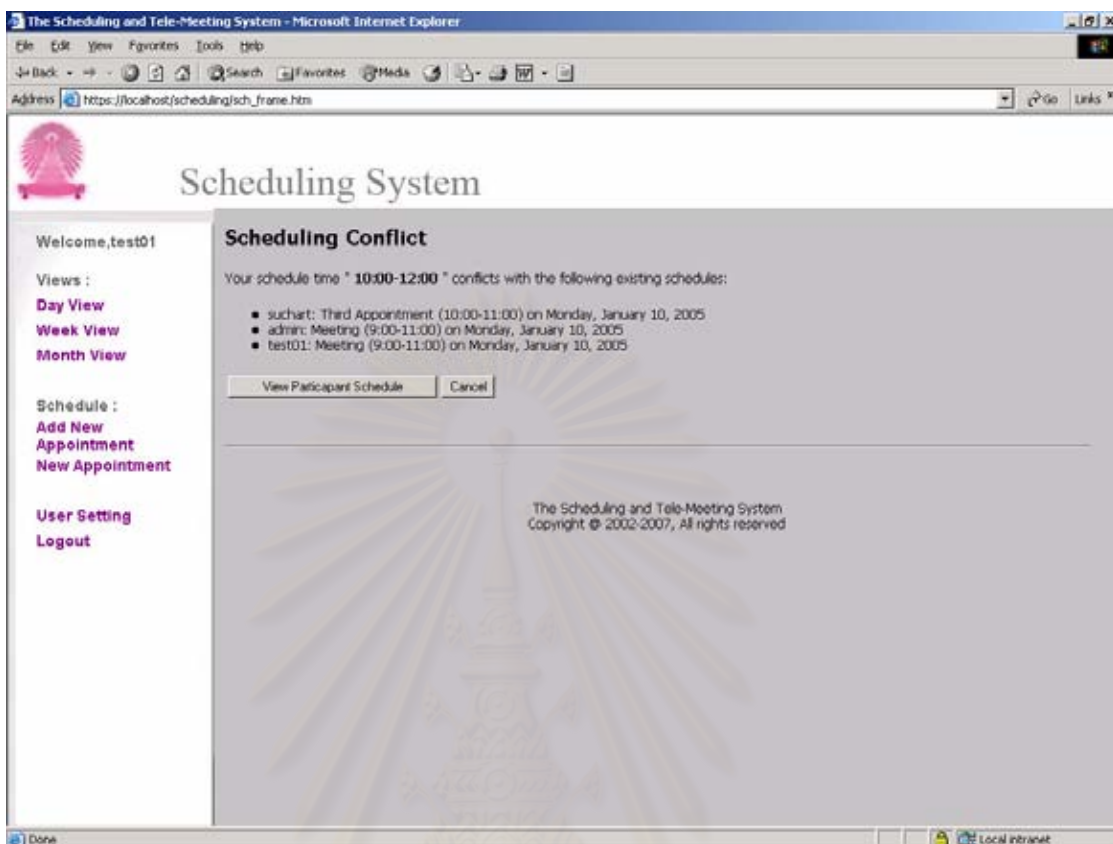 The Scheduling and Tele-Meeting System - Microsoft Internet Explorer
File Edit View Favorites Tools Help
Back Search Favorites Media
Address https://localhost/scheduling/sch_frame.htm Go Links
Scheduling System
Welcome,test01
Views :
Day View
Week View
Month View
Schedule :
Add New
Appointment
New Appointment
User Setting
Logout
Scheduling Conflict
Your schedule time " 10:00-12:00 " conflicts with the following existing schedules:
suchart: Third Appointment (10:00-11:00) on Monday, January 10, 2005
admin: Meeting (9:00-11:00) on Monday, January 10, 2005
test01: Meeting (9:00-11:00) on Monday, January 10, 2005
View Particapant Schedule Cancel
The Scheduling and Tele-Meeting System
Copyright © 2002-2007, All rights reserved
Done Local intranet